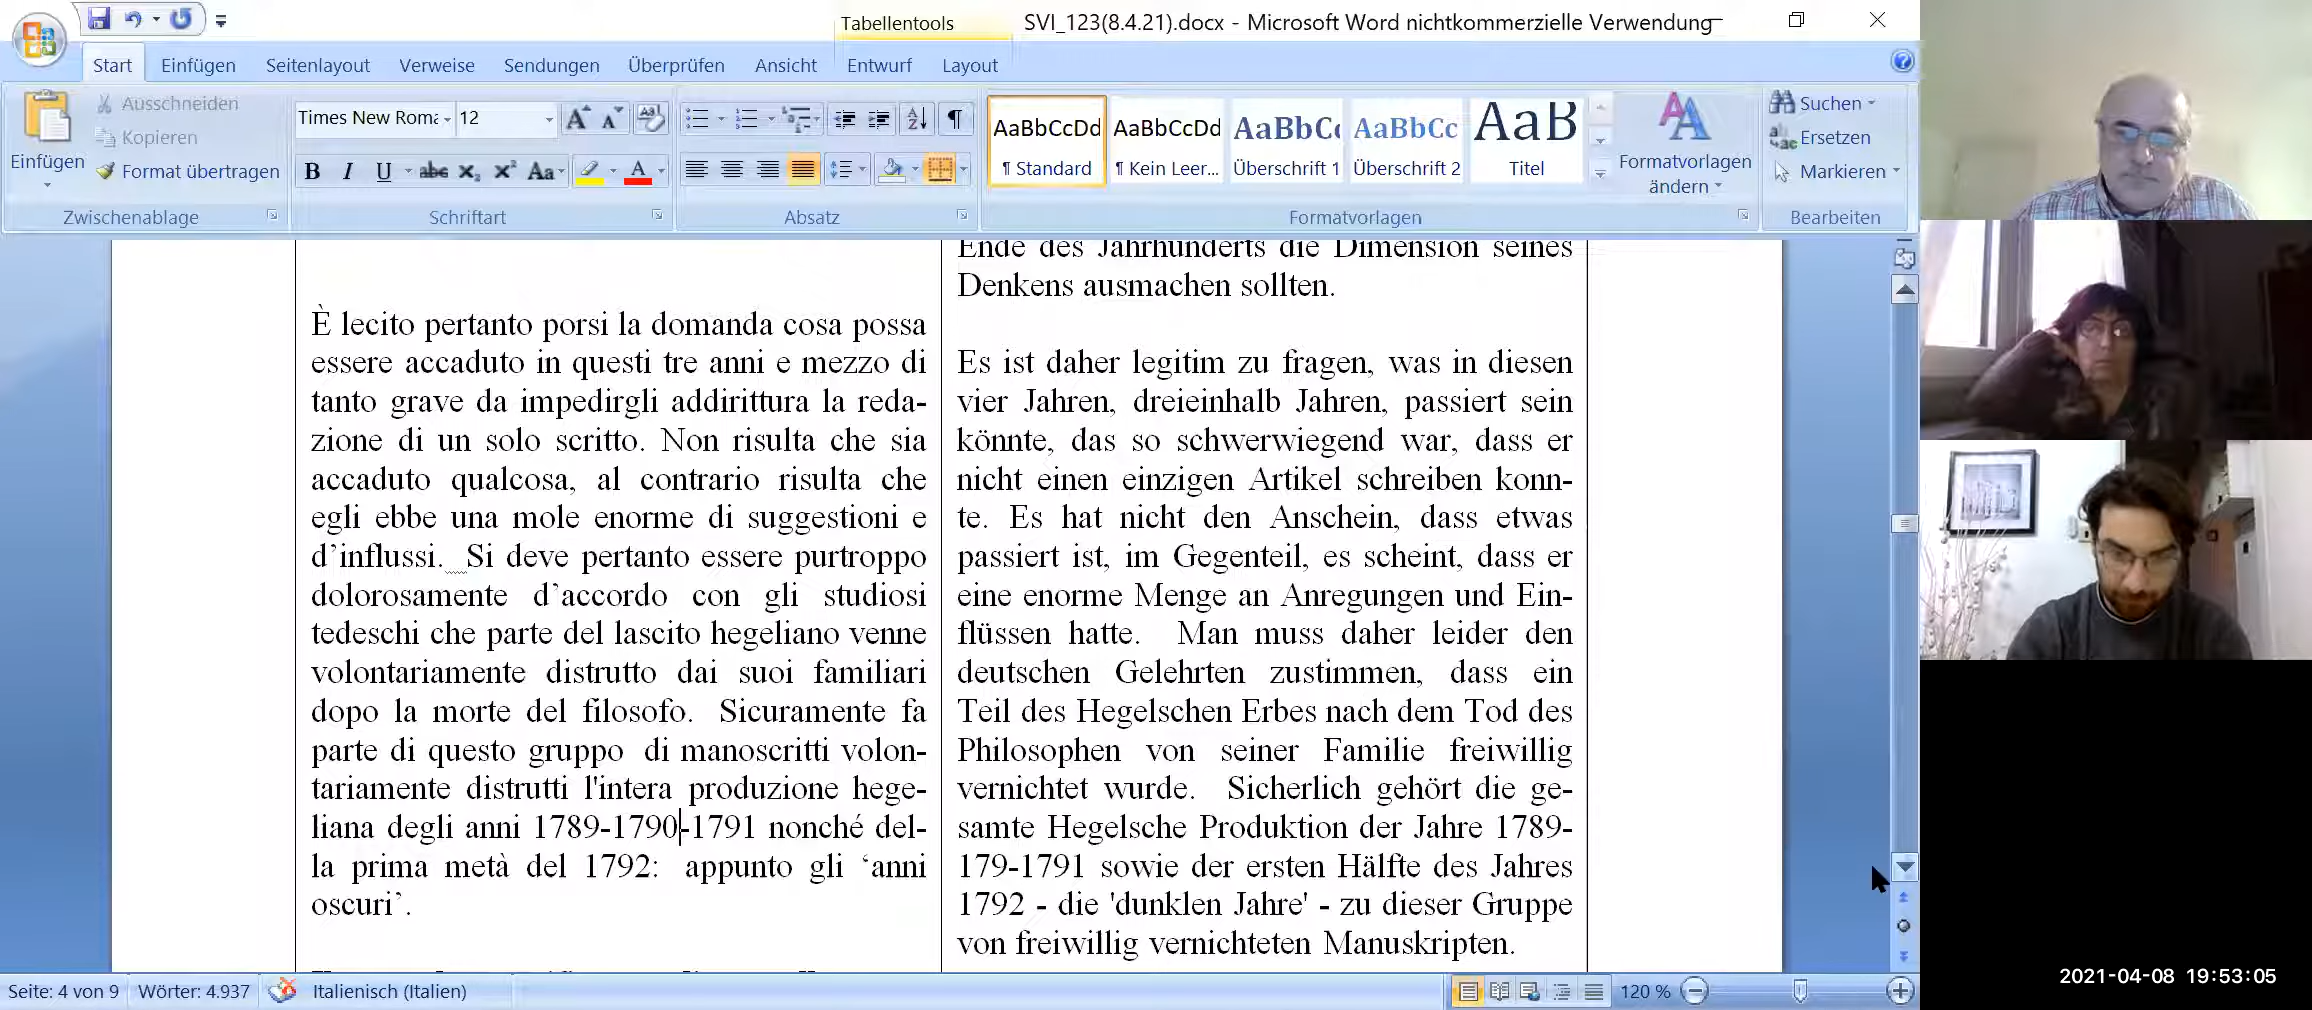 Tabellentools
SVI_123(8.4.21).docx - Microsoft Word nichtkommerzielle Verwendung
Start Einfügen Seitenlayout Verweise Sendungen Überprüfen Ansicht Entwurf Layout
Einfügen
Ausschneiden
Kopieren
Format übertragen
Zwischenablage
Times New Roma
12
Schriftart
Absatz
AaBbCcDd AaBbCcDd AaBbCc AaBbCc AaB
¶ Standard ¶ Kein Leer... Überschrift 1 Überschrift 2 Titel
Formatvorlagen
ändern
Formatvorlagen
Suchen
Ersetzen
Markieren
Bearbeiten
È lecito pertanto porsi la domanda cosa possa
essere accaduto in questi tre anni e mezzo di
tanto grave da impedirgli addirittura la reda-
zione di un solo scritto. Non risulta che sia
accaduto qualcosa, al contrario risulta che
egli ebbe una mole enorme di suggestioni e
d’influssi. Si deve pertanto essere purtroppo
dolorosamente d’accordo con gli studiosi
tedeschi che parte del lascito hegeliano venne
volontariamente distrutto dai suoi familiari
dopo la morte del filosofo. Sicuramente fa
parte di questo gruppo di manoscritti volon-
tariamente distrutti l'intera produzione hege-
liana degli anni 1789-1790-1791 nonché del-
la prima metà del 1792: appunto gli ‘anni
oscuri’.
Ende des Jahrhunderts die Dimension seines
Denkens ausmachen sollten.
Es ist daher legitim zu fragen, was in diesen
vier Jahren, dreieinhalb Jahren, passiert sein
könnte, das so schwerwiegend war, dass er
nicht einen einzigen Artikel schreiben konn-
te. Es hat nicht den Anschein, dass etwas
passiert ist, im Gegenteil, es scheint, dass er
eine enorme Menge an Anregungen und Ein-
flüssen hatte. Man muss daher leider den
deutschen Gelehrten zustimmen, dass ein
Teil des Hegelschen Erbes nach dem Tod des
Philosophen von seiner Familie freiwillig
vernichtet wurde. Sicherlich gehört die ge-
samte Hegelsche Produktion der Jahre 1789-
179-1791 sowie der ersten Hälfte des Jahres
1792 - die 'dunklen Jahre' - zu dieser Gruppe
von freiwillig vernichteten Manuskripten.
Seite: 4 von 9 Wörter: 4.937 Italienisch (Italien)
120 %
2021-04-08 19:53:05